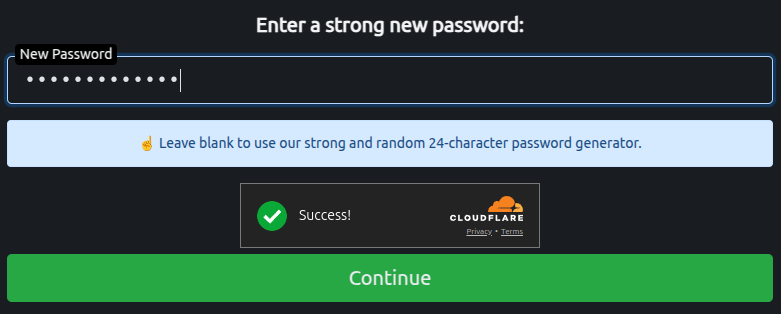 Enter a strong new password:
New Password
•••••••••••••
☝ Leave blank to use our strong and random 24-character password generator.
Success!
CLOUDFLARE
Privacy • Terms
Continue